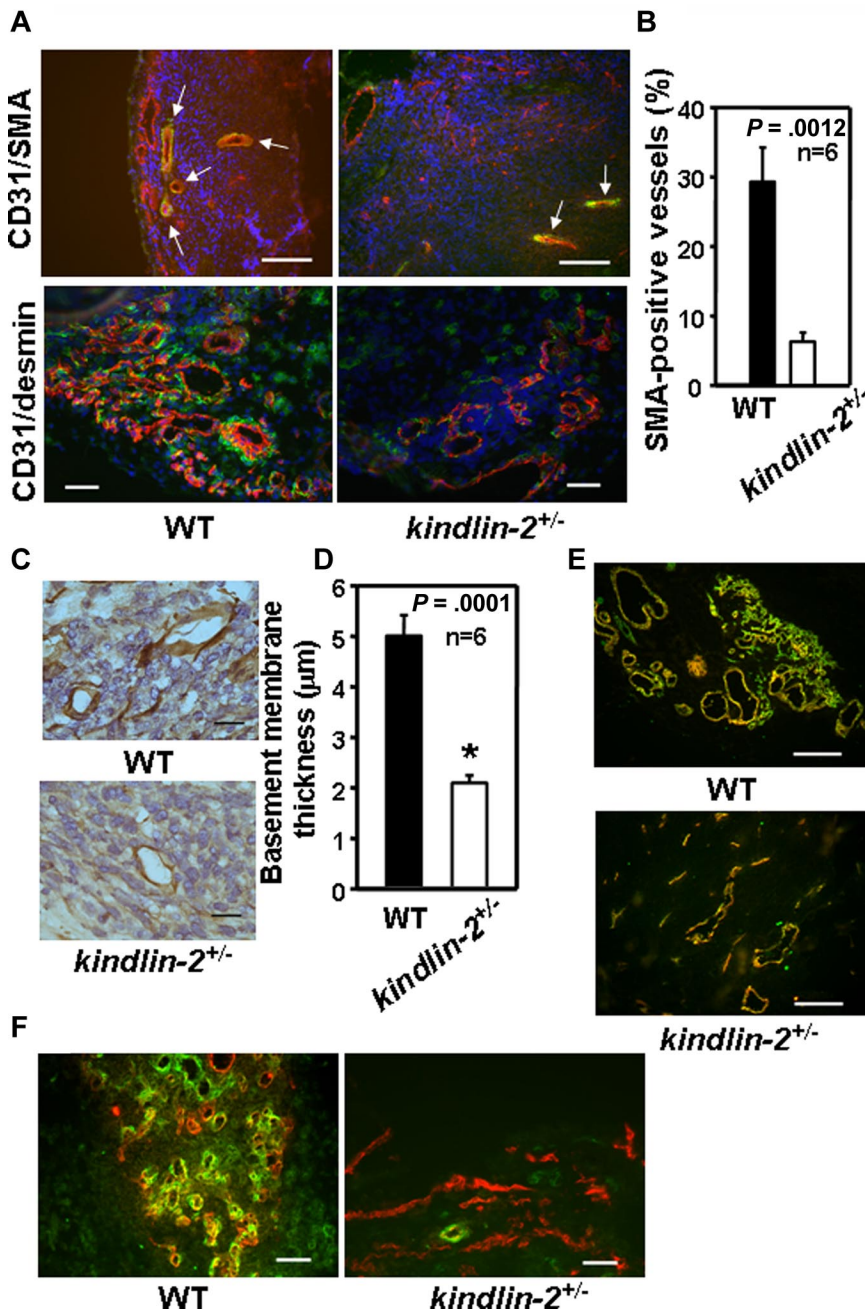 A
CD31/SMA
CD31/desmin
WT
kindlin-2+/-
B
SMA-positive vessels (%)
40
30
20
10
0
P = .0012
n=6
WT
kindlin-2+/-
C
WT
kindlin-2+/-
D
Basement membrane
thickness (μm)
6
5
4
3
2
1
0
P = .0001
n=6
*
WT
kindlin-2+/-
E
WT
kindlin-2+/-
F
WT
kindlin-2+/-